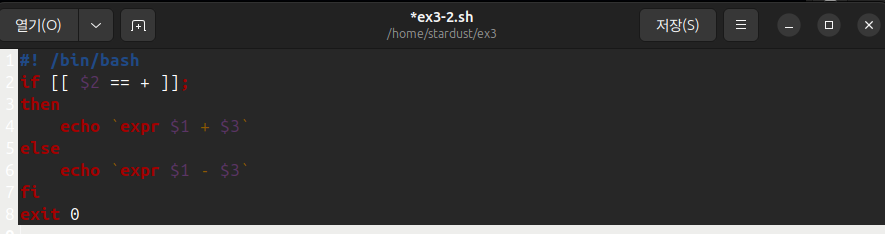 열기(O) *ex3-2.sh 저장(S)
/home/stardust/ex3
1 #! /bin/bash
2 if [[ $2 == + ]];
3 then
4     echo `expr $1 + $3`
5 else
6     echo `expr $1 - $3`
7 fi
8 exit 0